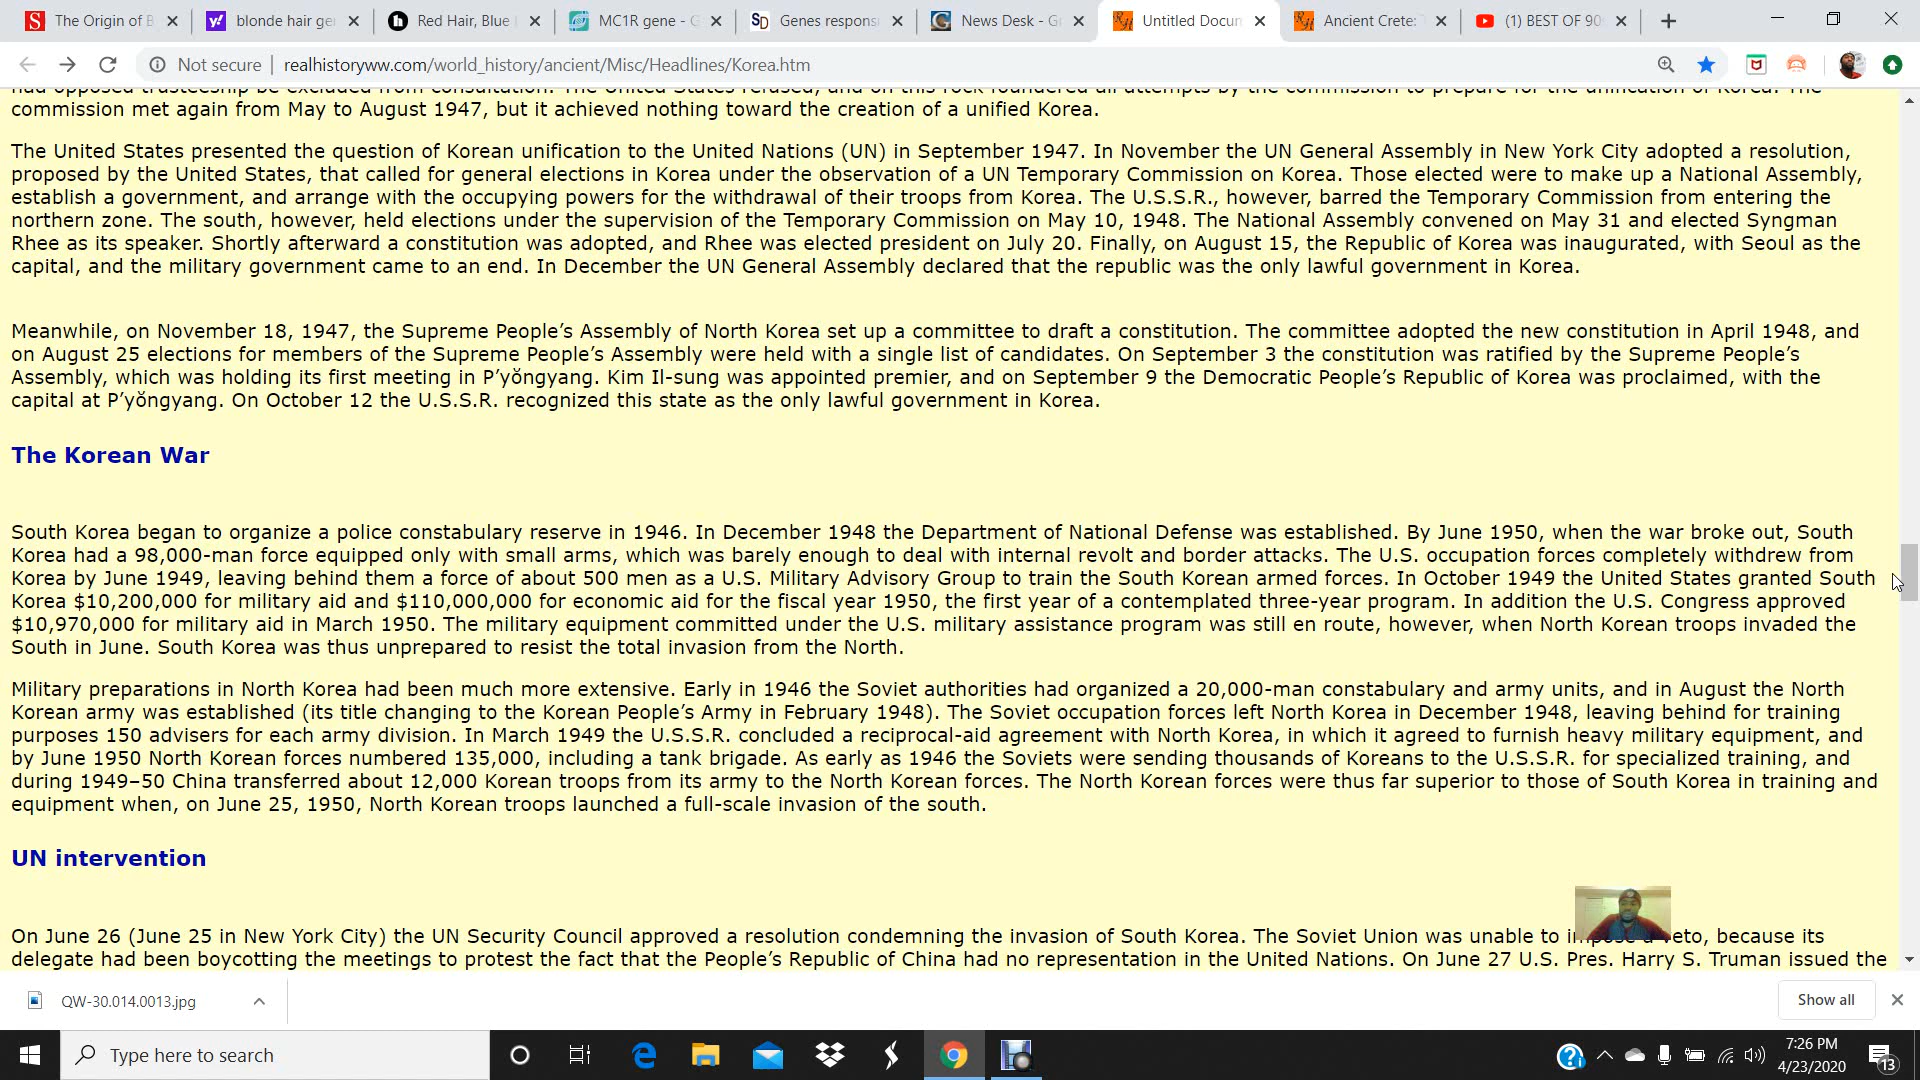 The Origin of B
blonde hair ge
Red Hair, Blue
MC1R gene - G
Genes respons
News Desk - G
Untitled Docun
Ancient Crete:
(1) BEST OF 90
Not secure
realhistoryww.com/world_history/ancient/Misc/Headlines/Korea.htm
had opposed trusteeship be excluded from consultation. The United States refused, and on this rock foundered all attempts by the commission to prepare for the unification of Korea. The
commission met again from May to August 1947, but it achieved nothing toward the creation of a unified Korea.
The United States presented the question of Korean unification to the United Nations (UN) in September 1947. In November the UN General Assembly in New York City adopted a resolution,
proposed by the United States, that called for general elections in Korea under the observation of a UN Temporary Commission on Korea. Those elected were to make up a National Assembly,
establish a government, and arrange with the occupying powers for the withdrawal of their troops from Korea. The U.S.S.R., however, barred the Temporary Commission from entering the
northern zone. The south, however, held elections under the supervision of the Temporary Commission on May 10, 1948. The National Assembly convened on May 31 and elected Syngman
Rhee as its speaker. Shortly afterward a constitution was adopted, and Rhee was elected president on July 20. Finally, on August 15, the Republic of Korea was inaugurated, with Seoul as the
capital, and the military government came to an end. In December the UN General Assembly declared that the republic was the only lawful government in Korea.
Meanwhile, on November 18, 1947, the Supreme People’s Assembly of North Korea set up a committee to draft a constitution. The committee adopted the new constitution in April 1948, and
on August 25 elections for members of the Supreme People’s Assembly were held with a single list of candidates. On September 3 the constitution was ratified by the Supreme People’s
Assembly, which was holding its first meeting in P’yŏngyang. Kim Il-sung was appointed premier, and on September 9 the Democratic People’s Republic of Korea was proclaimed, with the
capital at P’yŏngyang. On October 12 the U.S.S.R. recognized this state as the only lawful government in Korea.
The Korean War
South Korea began to organize a police constabulary reserve in 1946. In December 1948 the Department of National Defense was established. By June 1950, when the war broke out, South
Korea had a 98,000-man force equipped only with small arms, which was barely enough to deal with internal revolt and border attacks. The U.S. occupation forces completely withdrew from
Korea by June 1949, leaving behind them a force of about 500 men as a U.S. Military Advisory Group to train the South Korean armed forces. In October 1949 the United States granted South
Korea $10,200,000 for military aid and $110,000,000 for economic aid for the fiscal year 1950, the first year of a contemplated three-year program. In addition the U.S. Congress approved
$10,970,000 for military aid in March 1950. The military equipment committed under the U.S. military assistance program was still en route, however, when North Korean troops invaded the
South in June. South Korea was thus unprepared to resist the total invasion from the North.
Military preparations in North Korea had been much more extensive. Early in 1946 the Soviet authorities had organized a 20,000-man constabulary and army units, and in August the North
Korean army was established (its title changing to the Korean People’s Army in February 1948). The Soviet occupation forces left North Korea in December 1948, leaving behind for training
purposes 150 advisers for each army division. In March 1949 the U.S.S.R. concluded a reciprocal-aid agreement with North Korea, in which it agreed to furnish heavy military equipment, and
by June 1950 North Korean forces numbered 135,000, including a tank brigade. As early as 1946 the Soviets were sending thousands of Koreans to the U.S.S.R. for specialized training, and
during 1949–50 China transferred about 12,000 Korean troops from its army to the North Korean forces. The North Korean forces were thus far superior to those of South Korea in training and
equipment when, on June 25, 1950, North Korean troops launched a full-scale invasion of the south.
UN intervention
On June 26 (June 25 in New York City) the UN Security Council approved a resolution condemning the invasion of South Korea. The Soviet Union was unable to impose a veto, because its
delegate had been boycotting the meetings to protest the fact that the People’s Republic of China had no representation in the United Nations. On June 27 U.S. Pres. Harry S. Truman issued the
QW-30.014.0013.jpg
Show all
Type here to search
7:26 PM
4/23/2020
13